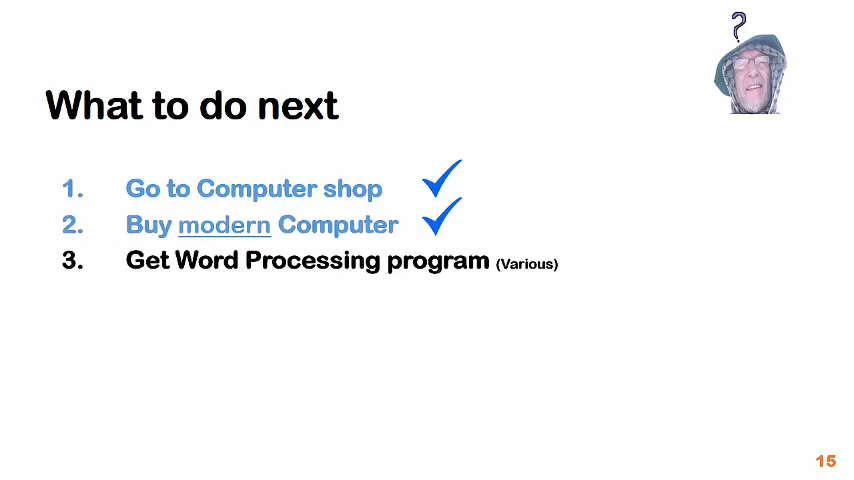 ?
What to do next
1. Go to Computer shop
2. Buy modern Computer
3. Get Word Processing program (Various)
15